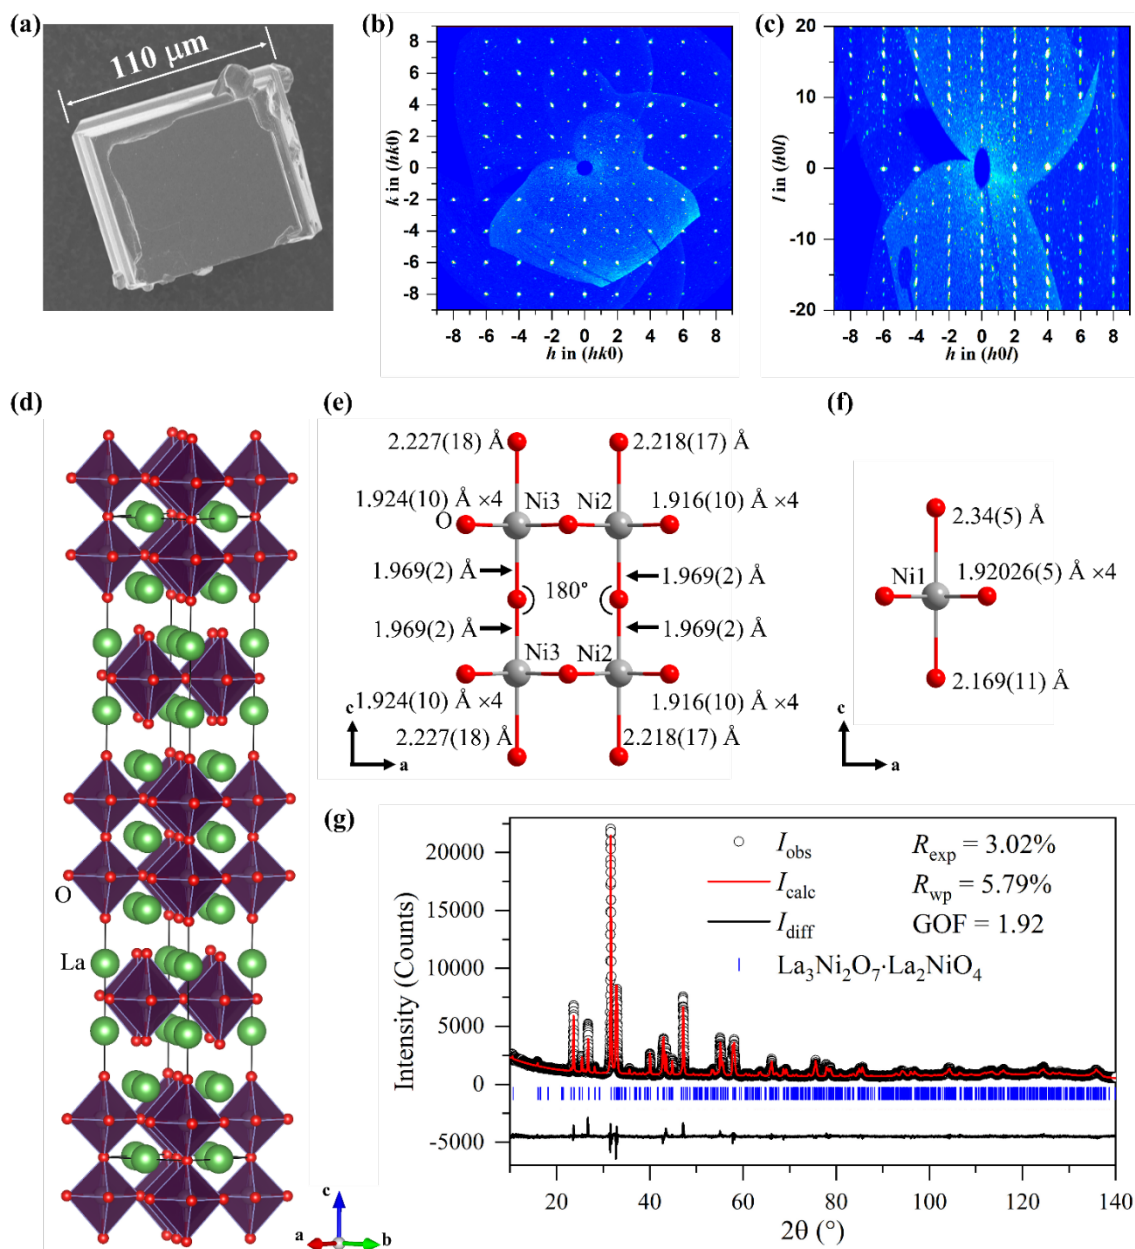 (a)
110 μm
(b)
8
6
4
2
0
-2
-4
-6
-8
k in (hk0)
-8 -6 -4 -2 0 2 4 6 8
h in (hk0)
(c)
20
10
0
-10
-20
l in (h0l)
-8 -6 -4 -2 0 2 4 6 8
h in (h0l)
(d)
O
La
c
a
b
(e)
2.227(18) Å 2.218(17) Å
1.924(10) Å ×4 Ni3 Ni2 1.916(10) Å ×4
O
1.969(2) Å 1.969(2) Å
180°
1.969(2) Å 1.969(2) Å
Ni3 Ni2
1.924(10) Å ×4 1.916(10) Å ×4
2.227(18) Å 2.218(17) Å
c
a
(f)
2.34(5) Å
Ni1 1.92026(5) Å ×4
2.169(11) Å
c
a
(g)
20000
15000
10000
5000
0
-5000
Intensity (Counts)
Iobs Rexp = 3.02%
Icalc Rwp = 5.79%
Idiff GOF = 1.92
La3Ni2O7·La2NiO4
20 40 60 80 100 120 140
2θ (°)